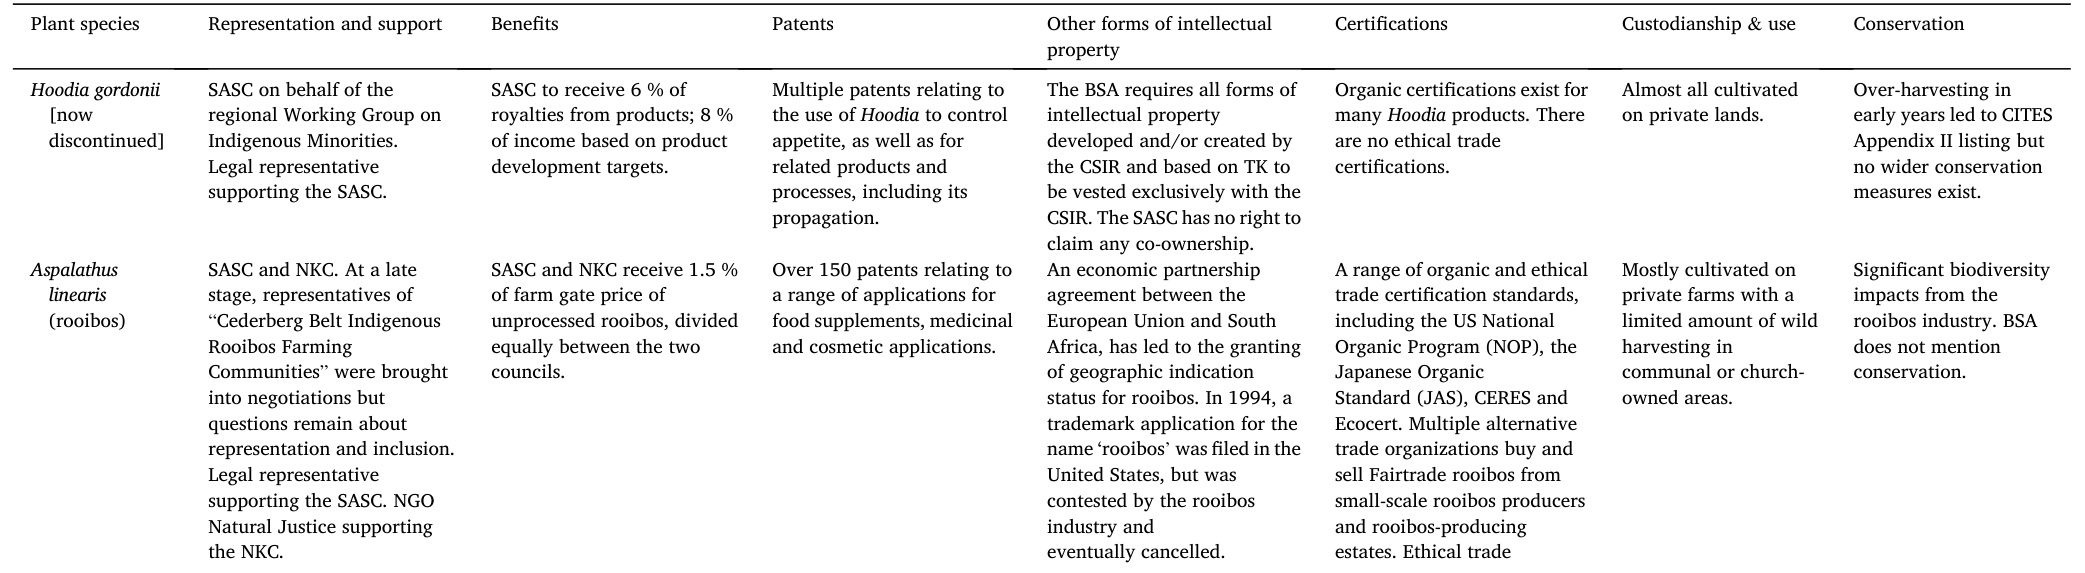 Plant species
Representation and support
Benefits
Patents
Other forms of intellectual
property
Certifications
Custodianship & use
Conservation
Hoodia gordonii
[now
discontinued]
SASC on behalf of the
regional Working Group on
Indigenous Minorities.
Legal representative
supporting the SASC.
SASC to receive 6 % of
royalties from products; 8 %
of income based on product
development targets.
Multiple patents relating to
the use of Hoodia to control
appetite, as well as for
related products and
processes, including its
propagation.
The BSA requires all forms of
intellectual property
developed and/or created by
the CSIR and based on TK to
be vested exclusively with the
CSIR. The SASC has no right to
claim any co-ownership.
Organic certifications exist for
many Hoodia products. There
are no ethical trade
certifications.
Almost all cultivated
on private lands.
Over-harvesting in
early years led to CITES
Appendix II listing but
no wider conservation
measures exist.
Aspalathus
linearis
(rooibos)
SASC and NKC. At a late
stage, representatives of
“Cederberg Belt Indigenous
Rooibos Farming
Communities” were brought
into negotiations but
questions remain about
representation and inclusion.
Legal representative
supporting the SASC. NGO
Natural Justice supporting
the NKC.
SASC and NKC receive 1.5 %
of farm gate price of
unprocessed rooibos, divided
equally between the two
councils.
Over 150 patents relating to
a range of applications for
food supplements, medicinal
and cosmetic applications.
An economic partnership
agreement between the
European Union and South
Africa, has led to the granting
of geographic indication
status for rooibos. In 1994, a
trademark application for the
name ‘rooibos’ was filed in the
United States, but was
contested by the rooibos
industry and
eventually cancelled.
A range of organic and ethical
trade certification standards,
including the US National
Organic Program (NOP), the
Japanese Organic
Standard (JAS), CERES and
Ecocert. Multiple alternative
trade organizations buy and
sell Fairtrade rooibos from
small-scale rooibos producers
and rooibos-producing
estates. Ethical trade
Mostly cultivated on
private farms with a
limited amount of wild
harvesting in
communal or church-
owned areas.
Significant biodiversity
impacts from the
rooibos industry. BSA
does not mention
conservation.